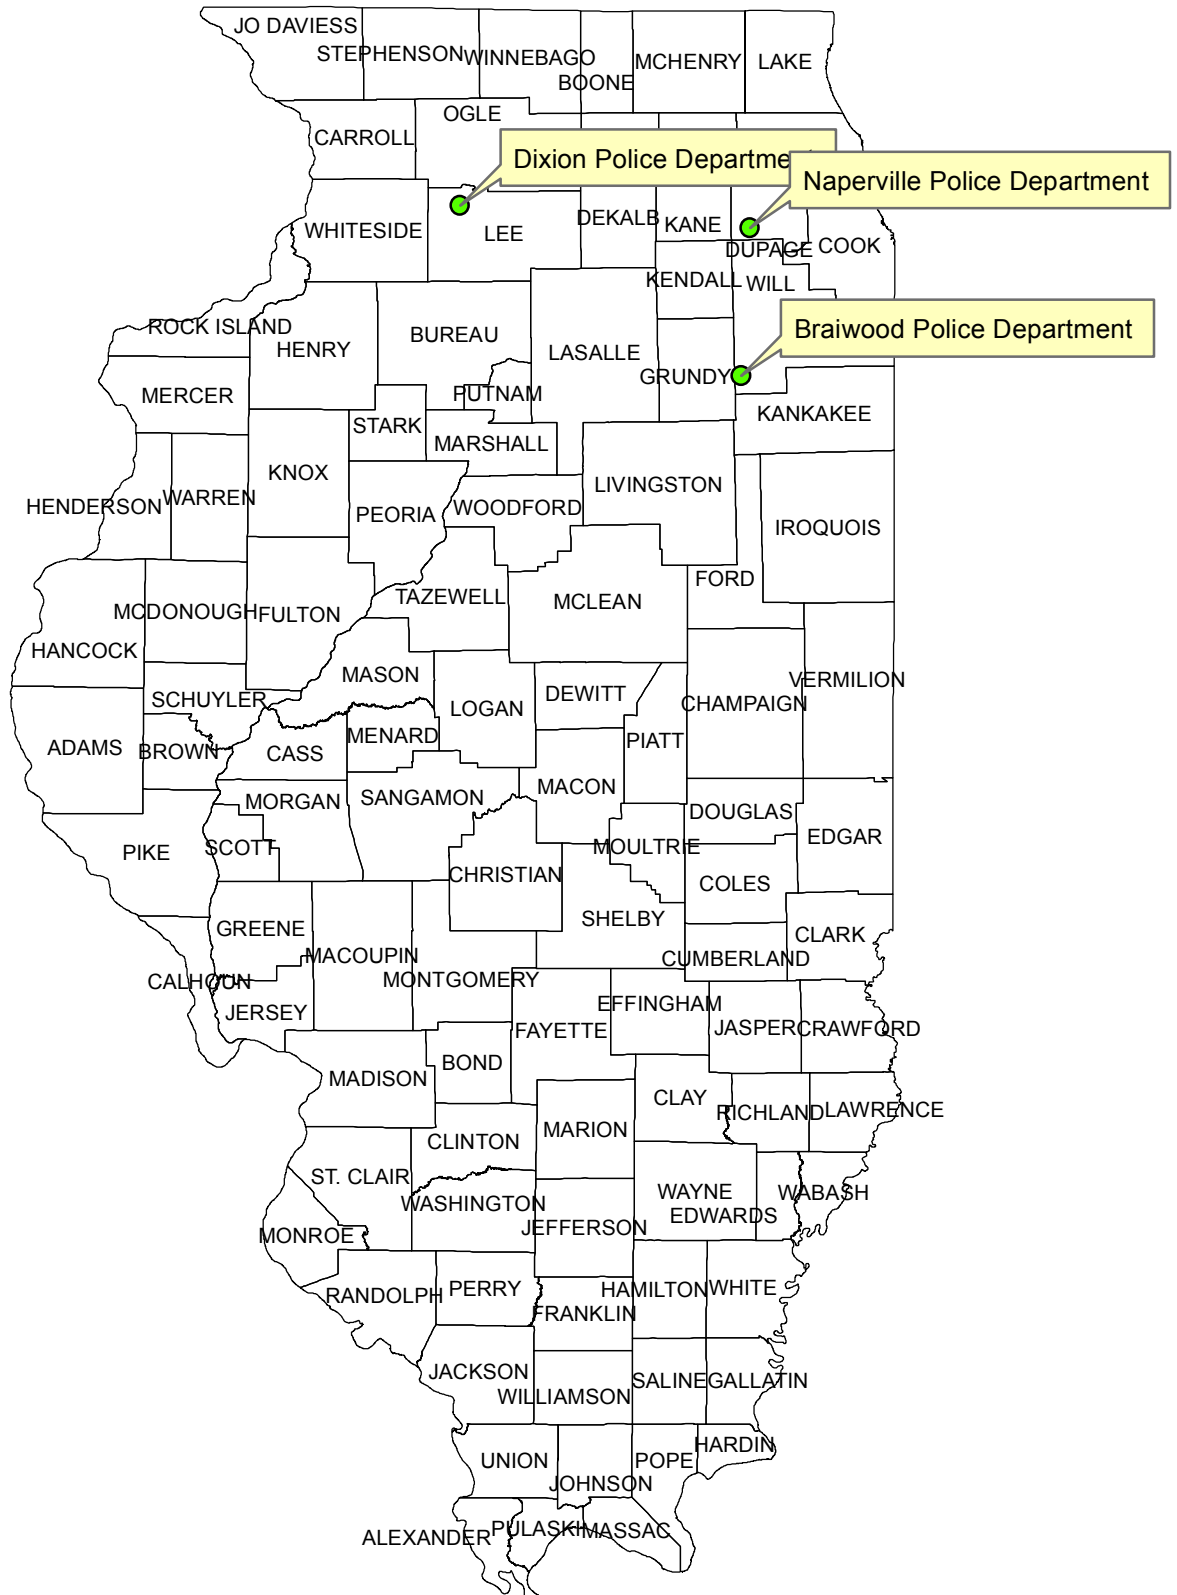 JO DAVIESS
STEPHENSON
WINNEBAGO
BOONE
MCHENRY
LAKE
OGLE
CARROLL
Dixion Police Departmen
Naperville Police Department
WHITESIDE
LEE
DEKALB
KANE
DUPAGE
COOK
KENDALL
WILL
ROCK ISLAND
HENRY
BUREAU
LASALLE
Braiwood Police Department
GRUNDY
MERCER
PUTNAM
KANKAKEE
STARK
MARSHALL
KNOX
LIVINGSTON
HENDERSON
WARREN
PEORIA
WOODFORD
IROQUOIS
FORD
TAZEWELL
MCLEAN
MCDONOUGH
FULTON
HANCOCK
MASON
VERMILION
SCHUYLER
LOGAN
DEWITT
CHAMPAIGN
ADAMS
BROWN
CASS
MENARD
PIATT
MORGAN
SANGAMON
MACON
DOUGLAS
EDGAR
PIKE
SCOTT
MOULTRIE
CHRISTIAN
COLES
SHELBY
GREENE
MACOUPIN
CLARK
CUMBERLAND
CALHOUN
MONTGOMERY
JERSEY
EFFINGHAM
FAYETTE
JASPER
CRAWFORD
MADISON
BOND
CLAY
RICHLAND
LAWRENCE
CLINTON
MARION
ST. CLAIR
WASHINGTON
WAYNE
WABASH
EDWARDS
MONROE
JEFFERSON
RANDOLPH
PERRY
HAMILTON
WHITE
FRANKLIN
JACKSON
WILLIAMSON
SALINE
GALLATIN
UNION
JOHNSON
POPE
HARDIN
ALEXANDER
PULASKI
MASSAC